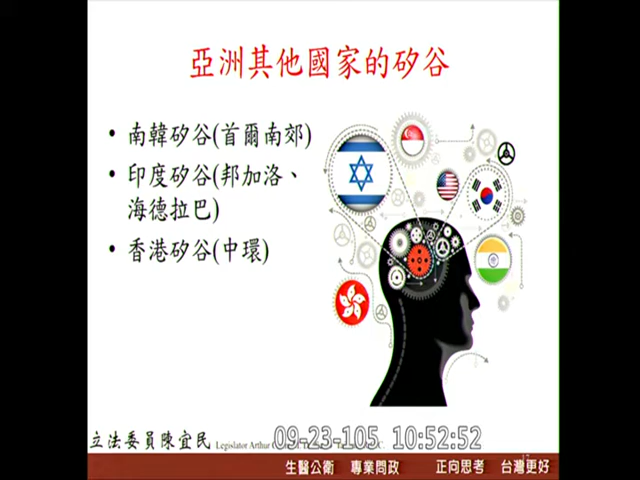 亞洲其他國家的矽谷
• 南韓矽谷(首爾南郊)
• 印度矽谷(邦加洛、
海德拉巴)
• 香港矽谷(中環)
立法委員陳宜民 Legislator Arthur
09-23-105 10:52:52
生醫公衛 專業問政 正向思考 台灣更好